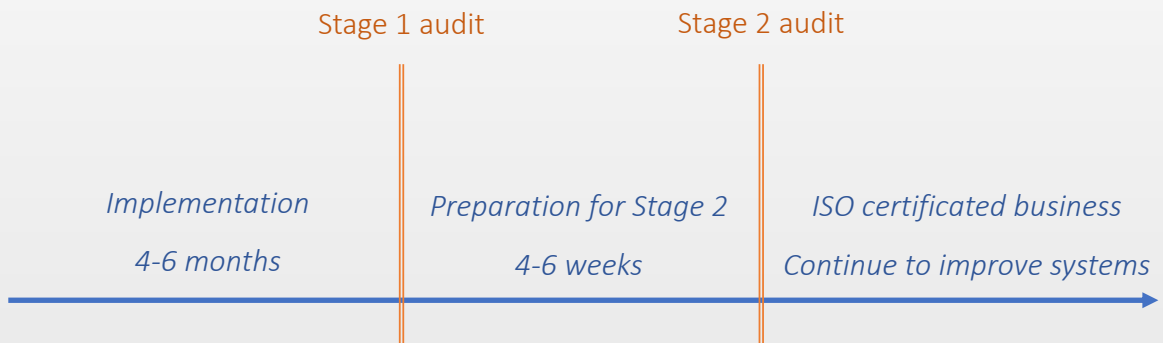 Stage 1 audit
Stage 2 audit
Implementation
4-6 months
Preparation for Stage 2
4-6 weeks
ISO certificated business
Continue to improve systems